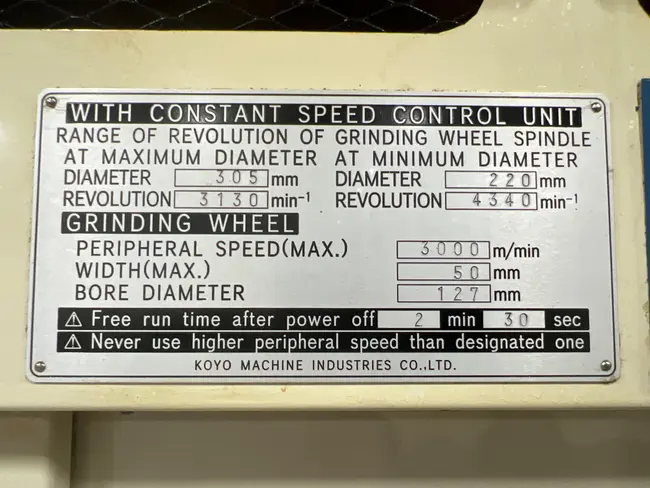 WITH CONSTANT SPEED CONTROL UNIT
RANGE OF REVOLUTION OF GRINDING WHEEL SPINDLE
AT MAXIMUM DIAMETER AT MINIMUM DIAMETER
DIAMETER 305 mm DIAMETER 220 mm
REVOLUTION 3130 min⁻¹ REVOLUTION 4340 min⁻¹
GRINDING WHEEL
PERIPHERAL SPEED(MAX.) 3000 m/min
WIDTH(MAX.) 50 mm
BORE DIAMETER 127 mm
⚠ Free run time after power off 2 min 30 sec
⚠ Never use higher peripheral speed than designated one
KOYO MACHINE INDUSTRIES CO.,LTD.